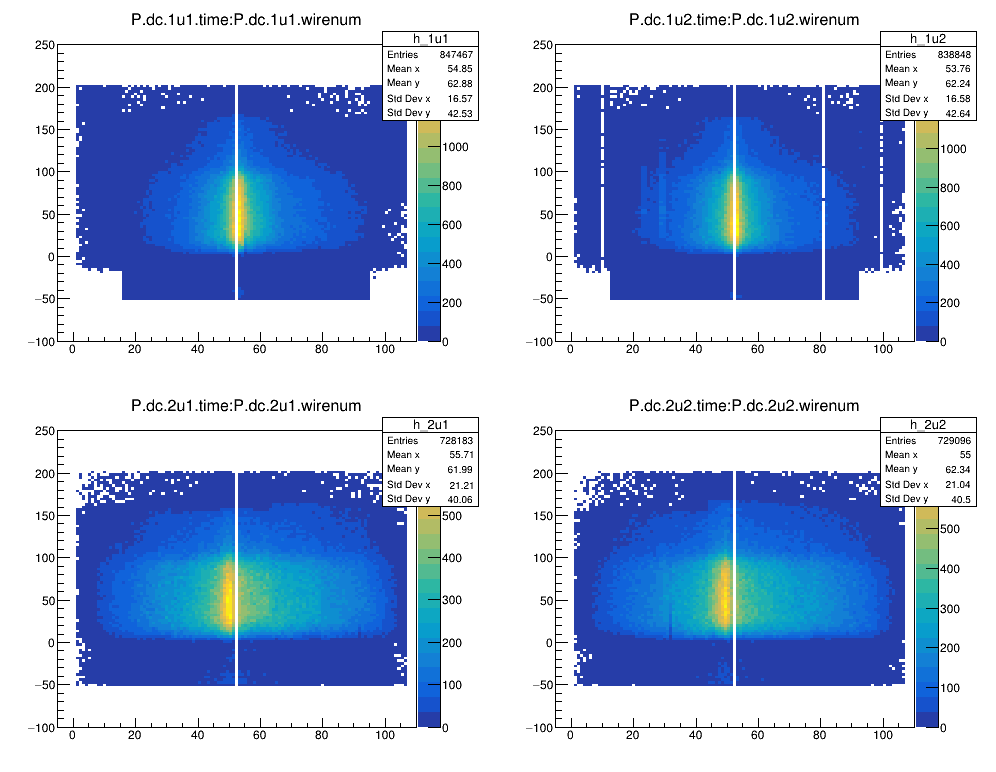 P.dc.1u1.time:P.dc.1u1.wirenum
h_1u1
Entries 847467
Mean x 54.85
Mean y 62.88
Std Dev x 16.57
Std Dev y 42.53
250
200
150
100
50
0
−50
−100
0 20 40 60 80 100
1000
800
600
400
200
0
P.dc.1u2.time:P.dc.1u2.wirenum
h_1u2
Entries 838848
Mean x 53.76
Mean y 62.24
Std Dev x 16.58
Std Dev y 42.64
250
200
150
100
50
0
−50
−100
0 20 40 60 80 100
1000
800
600
400
200
0
P.dc.2u1.time:P.dc.2u1.wirenum
h_2u1
Entries 728183
Mean x 55.71
Mean y 61.99
Std Dev x 21.21
Std Dev y 40.06
250
200
150
100
50
0
−50
−100
0 20 40 60 80 100
500
400
300
200
100
0
P.dc.2u2.time:P.dc.2u2.wirenum
h_2u2
Entries 729096
Mean x 55
Mean y 62.34
Std Dev x 21.04
Std Dev y 40.5
250
200
150
100
50
0
−50
−100
0 20 40 60 80 100
500
400
300
200
100
0